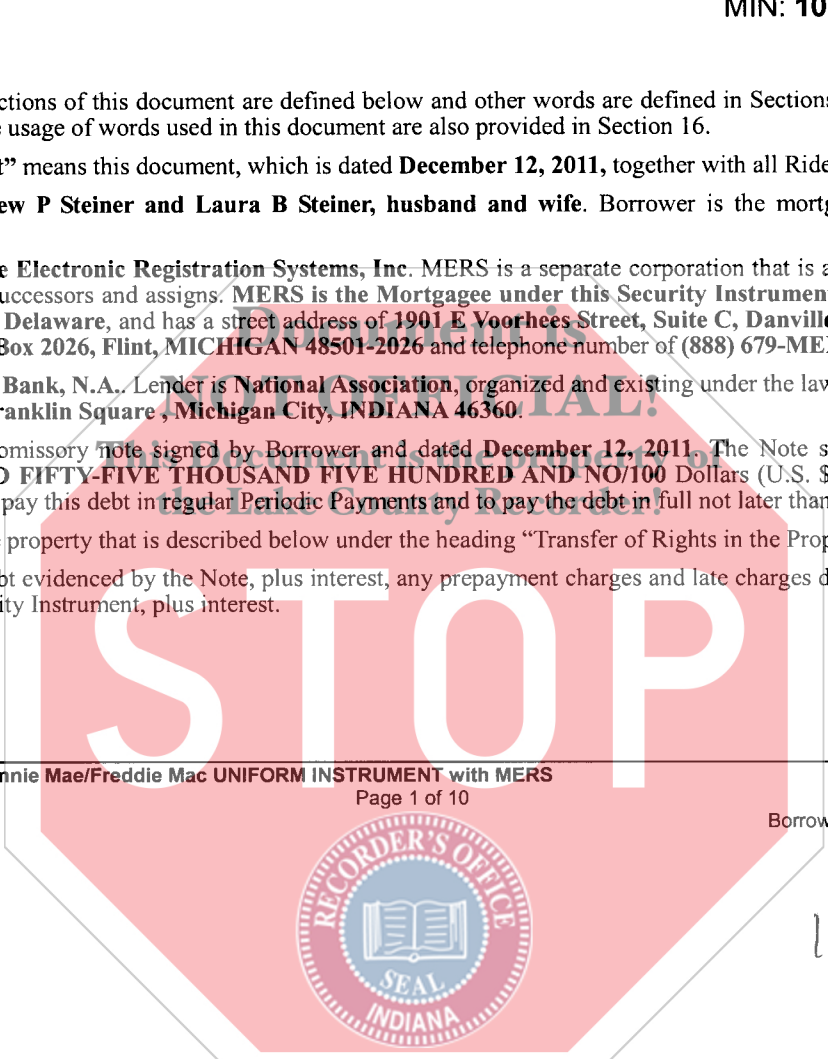 MIN: 10
ctions of this document are defined below and other words are defined in Sections
usage of words used in this document are also provided in Section 16.
t” means this document, which is dated December 12, 2011, together with all Ride
ew P Steiner and Laura B Steiner, husband and wife. Borrower is the mortg
e Electronic Registration Systems, Inc. MERS is a separate corporation that is a
uccessors and assigns. MERS is the Mortgagee under this Security Instrumen
Delaware, and has a street address of 1901 E Voorhees Street, Suite C, Danville
Box 2026, Flint, MICHIGAN 48501-2026 and telephone number of (888) 679-ME
Bank, N.A.. Lender is National Association, organized and existing under the law
ranklin Square , Michigan City, INDIANA 46360.
omissory note signed by Borrower and dated December 12, 2011. The Note s
D FIFTY-FIVE THOUSAND FIVE HUNDRED AND NO/100 Dollars (U.S. $
pay this debt in regular Periodic Payments and to pay the debt in full not later than
property that is described below under the heading “Transfer of Rights in the Prop
bt evidenced by the Note, plus interest, any prepayment charges and late charges d
ity Instrument, plus interest.
Document is
NOT OFFICIAL!
This Document is the property of
the Lake County Recorder!
STOP
nnie Mae/Freddie Mac UNIFORM INSTRUMENT with MERS
Page 1 of 10
Borrow
RECORDER'S OFFICE
SEAL
INDIANA